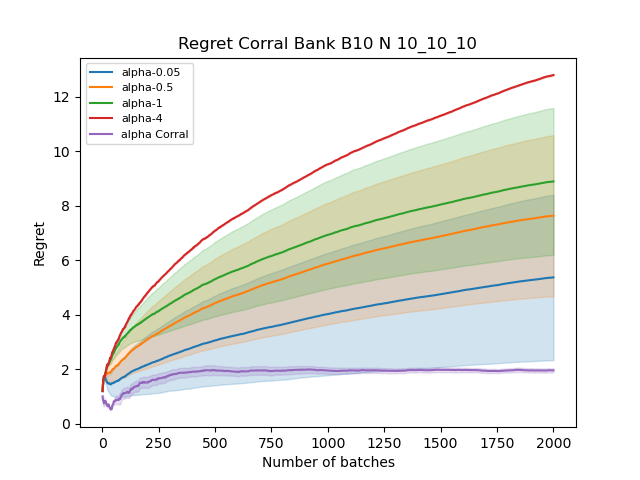 Regret Corral Bank B10 N 10_10_10
alpha-0.05
alpha-0.5
alpha-1
alpha-4
alpha Corral
12
10
8
6
4
2
0
Regret
0 250 500 750 1000 1250 1500 1750 2000
Number of batches